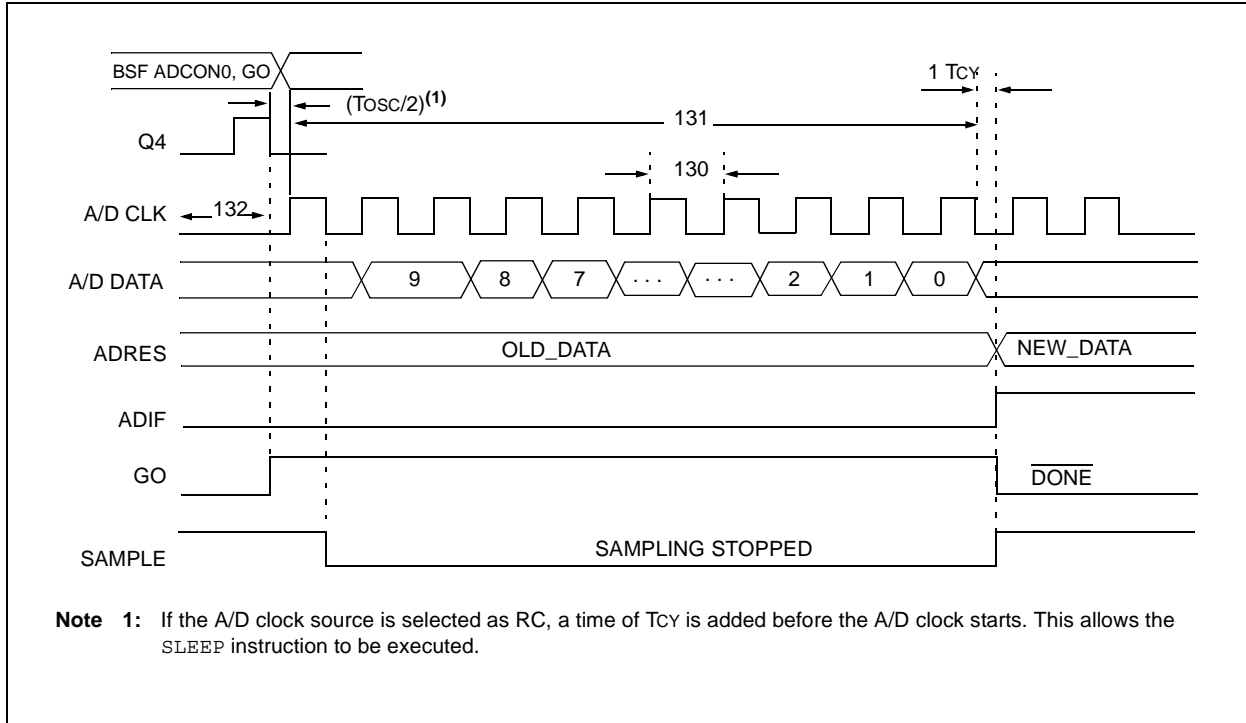 BSF ADCON0, GO
(TOSC/2)(1)
1 TCY
131
Q4
130
A/D CLK
132
A/D DATA
9
8
7
. . .
. . .
2
1
0
ADRES
OLD_DATA
NEW_DATA
ADIF
GO
DONE
SAMPLE
SAMPLING STOPPED
Note 1: If the A/D clock source is selected as RC, a time of TCY is added before the A/D clock starts. This allows the
SLEEP instruction to be executed.